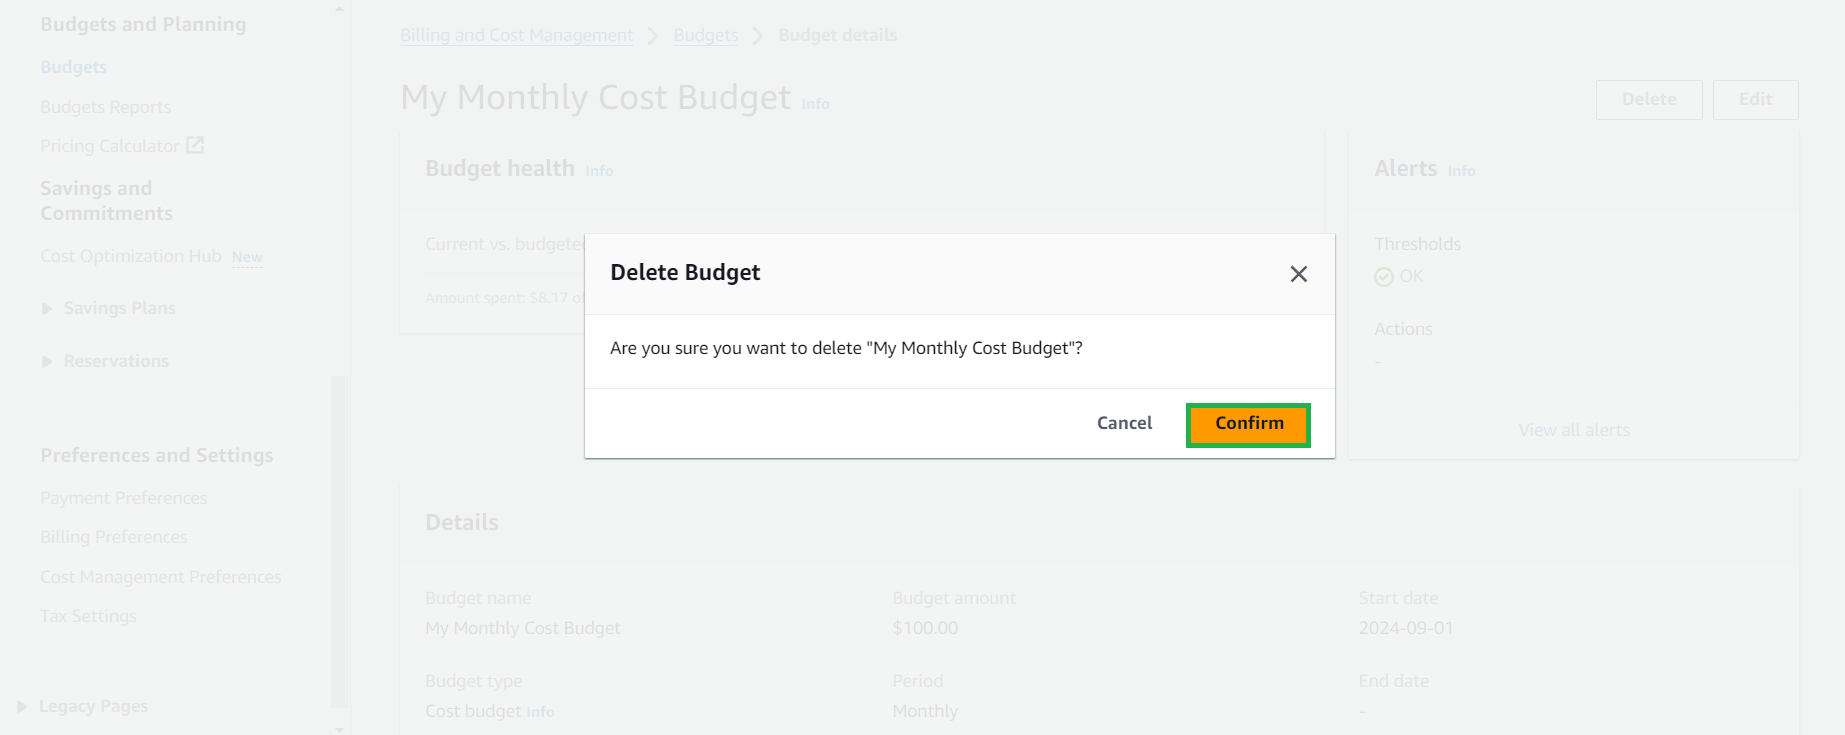 Budgets and Planning
Budgets
Budgets Reports
Pricing Calculator
Savings and
Commitments
Cost Optimization Hub New
Savings Plans
Reservations
Preferences and Settings
Payment Preferences
Billing Preferences
Cost Management Preferences
Tax Settings
Legacy Pages
Billing and Cost Management > Budgets > Budget details
My Monthly Cost Budget Info
Delete Edit
Budget health Info
Current vs. budgeted
Amount spent: $8.17 of
Alerts Info
Thresholds
OK
Actions
-
View all alerts
Delete Budget
Are you sure you want to delete "My Monthly Cost Budget"?
Cancel Confirm
Details
Budget name Budget amount Start date
My Monthly Cost Budget $100.00 2024-09-01
Budget type Period End date
Cost budget Info Monthly -